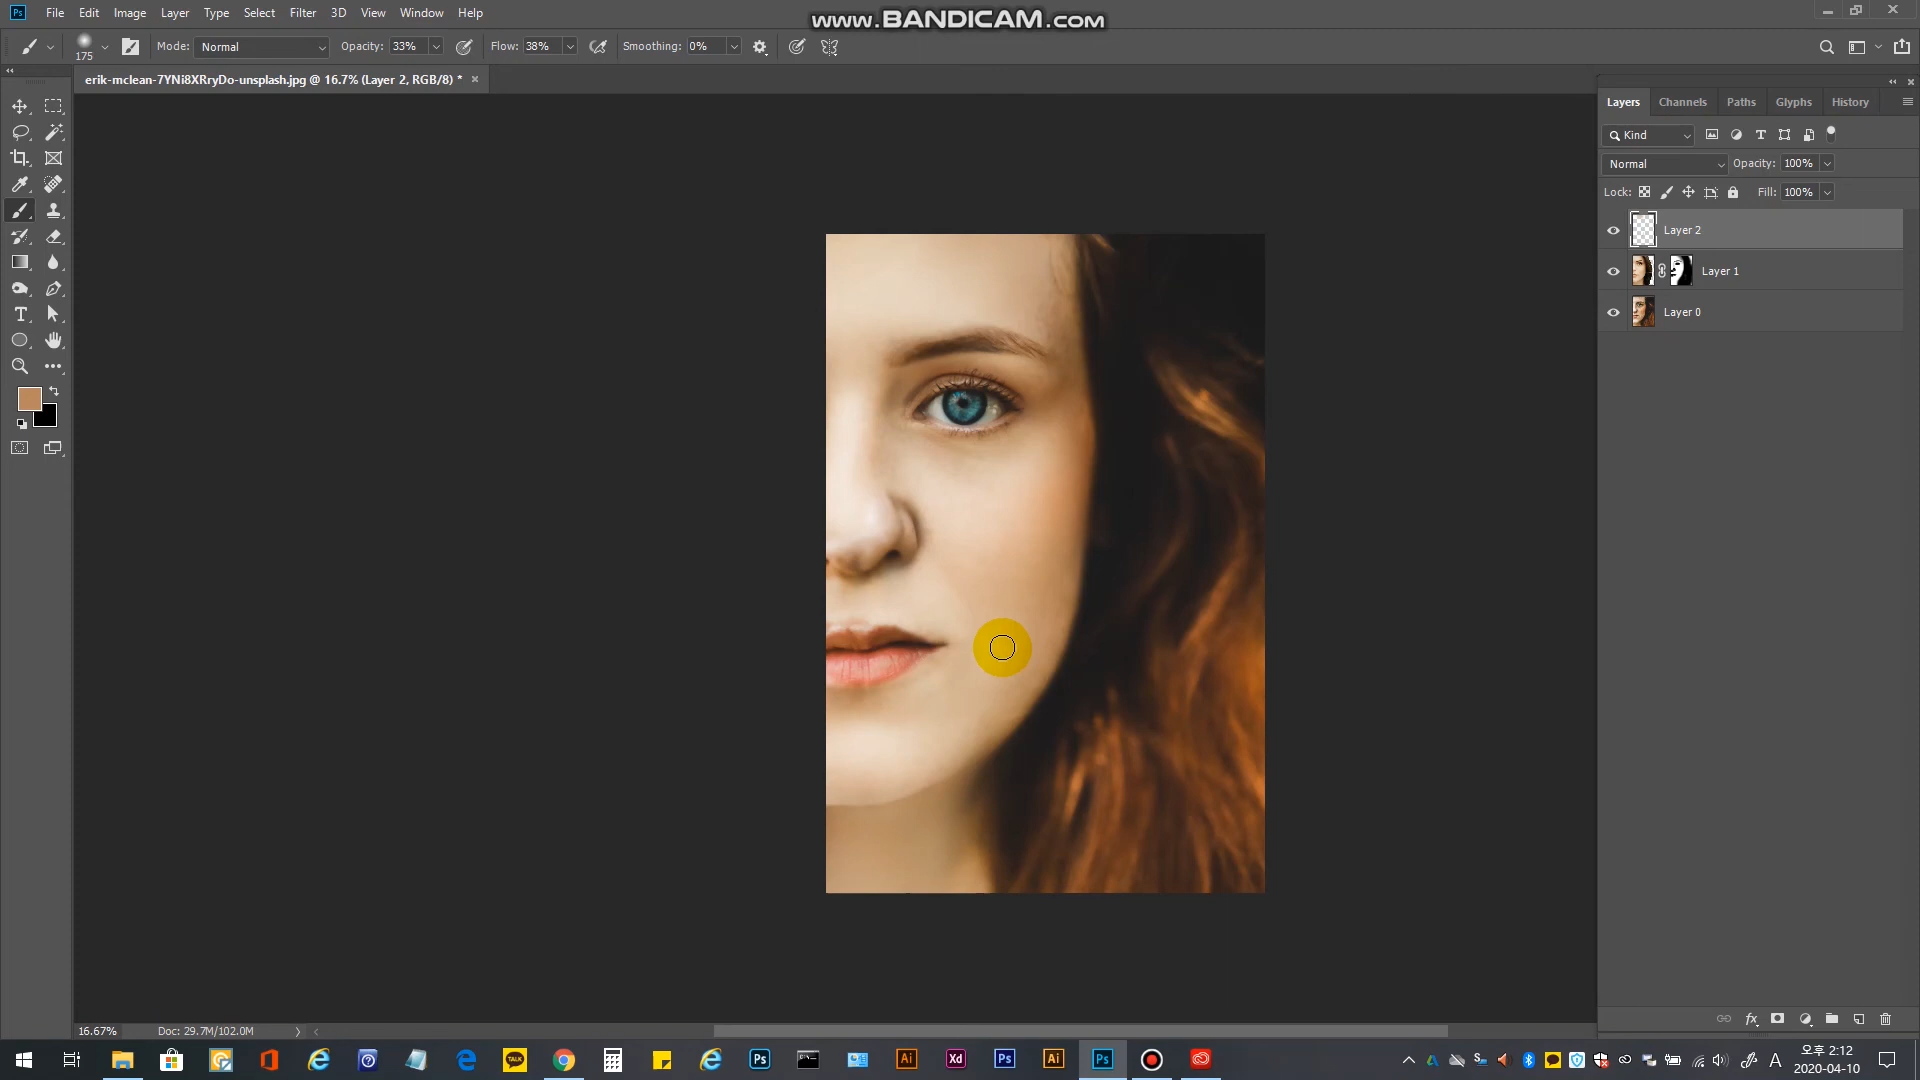 www.BANDICAM.com
File Edit Image Layer Type Select Filter 3D View Window Help
175 Mode: Normal Opacity: 33% Flow: 38% Smoothing: 0%
erik-mclean-7YNi8XRryDo-unsplash.jpg @ 16.7% (Layer 2, RGB/8) *
Layers Channels Paths Glyphs History
Kind
Normal Opacity: 100%
Lock: Fill: 100%
Layer 2
Layer 1
Layer 0
16.67% Doc: 29.7M/102.0M
오후 2:12
2020-04-10